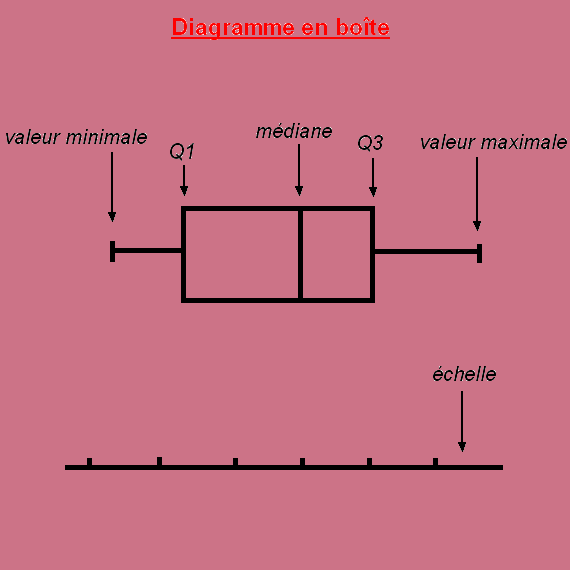 Diagramme en boîte
valeur minimale
Q1
médiane
Q3
valeur maximale
échelle